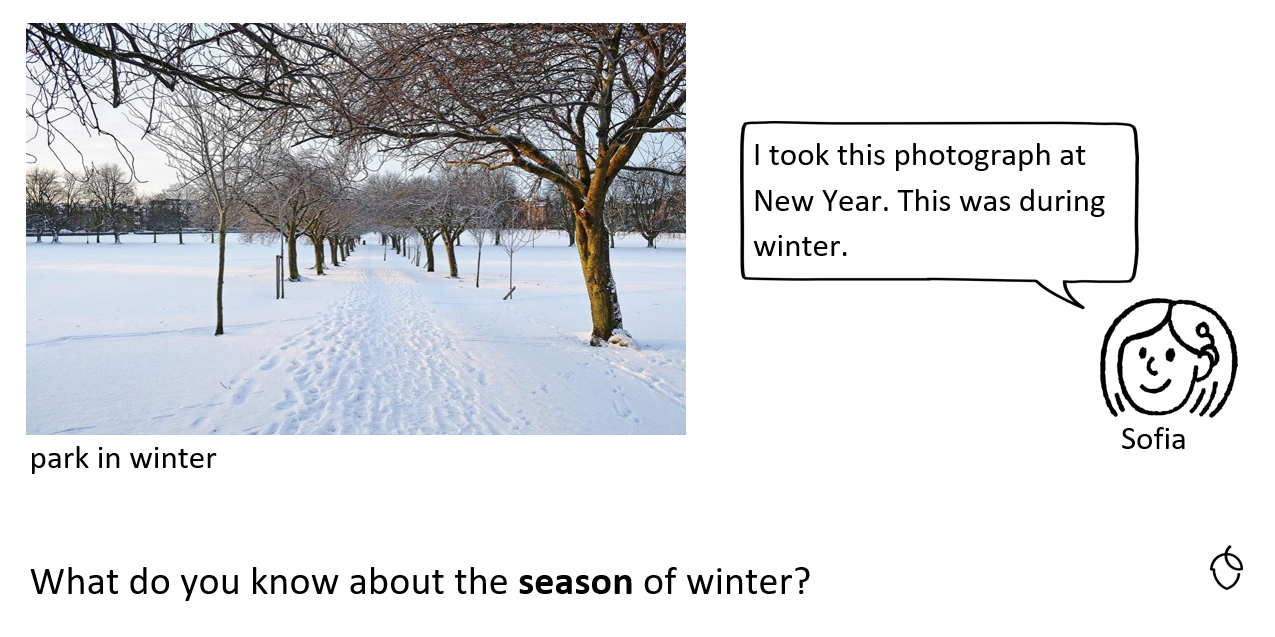 I took this photograph at
New Year. This was during
winter.
Sofia
park in winter
What do you know about the season of winter?